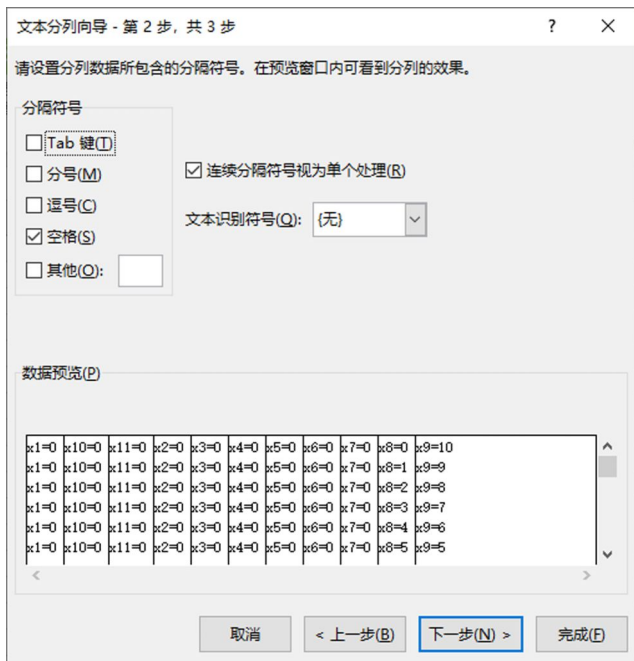 文本分列向导 - 第 2 步，共 3 步 ? ×
请设置分列数据所包含的分隔符号。在预览窗口内可看到分列的效果。
分隔符号
Tab 键(T)
分号(M)
连续分隔符号视为单个处理(R)
逗号(C)
文本识别符号(Q): {无}
空格(S)
其他(O):
数据预览(P)
x1=0 x10=0 x11=0 x2=0 x3=0 x4=0 x5=0 x6=0 x7=0 x8=0 x9=10
x1=0 x10=0 x11=0 x2=0 x3=0 x4=0 x5=0 x6=0 x7=0 x8=1 x9=9
x1=0 x10=0 x11=0 x2=0 x3=0 x4=0 x5=0 x6=0 x7=0 x8=2 x9=8
x1=0 x10=0 x11=0 x2=0 x3=0 x4=0 x5=0 x6=0 x7=0 x8=3 x9=7
x1=0 x10=0 x11=0 x2=0 x3=0 x4=0 x5=0 x6=0 x7=0 x8=4 x9=6
x1=0 x10=0 x11=0 x2=0 x3=0 x4=0 x5=0 x6=0 x7=0 x8=5 x9=5
取消 < 上一步(B) 下一步(N) > 完成(F)